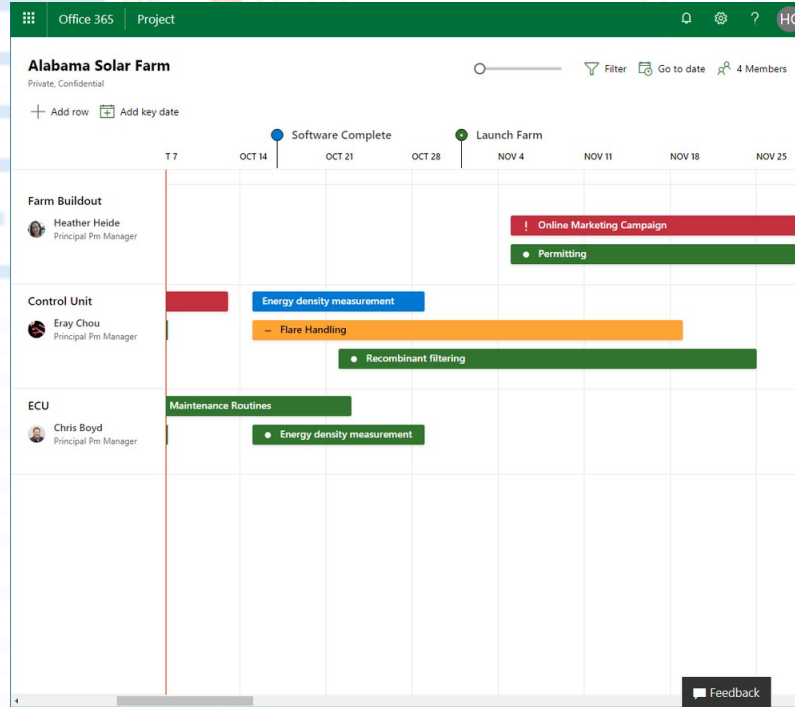 Office 365 Project ? HO
Alabama Solar Farm
Private, Confidential
Filter Go to date 4 Members
Add row Add key date
Software Complete Launch Farm
T 7 OCT 14 OCT 21 OCT 28 NOV 4 NOV 11 NOV 18 NOV 25
Farm Buildout
Heather Heide
Principal Pm Manager
! Online Marketing Campaign
Permitting
Control Unit
Eray Chou
Principal Pm Manager
Energy density measurement
Flare Handling
Recombinant filtering
ECU
Chris Boyd
Principal Pm Manager
Maintenance Routines
Energy density measurement
Feedback